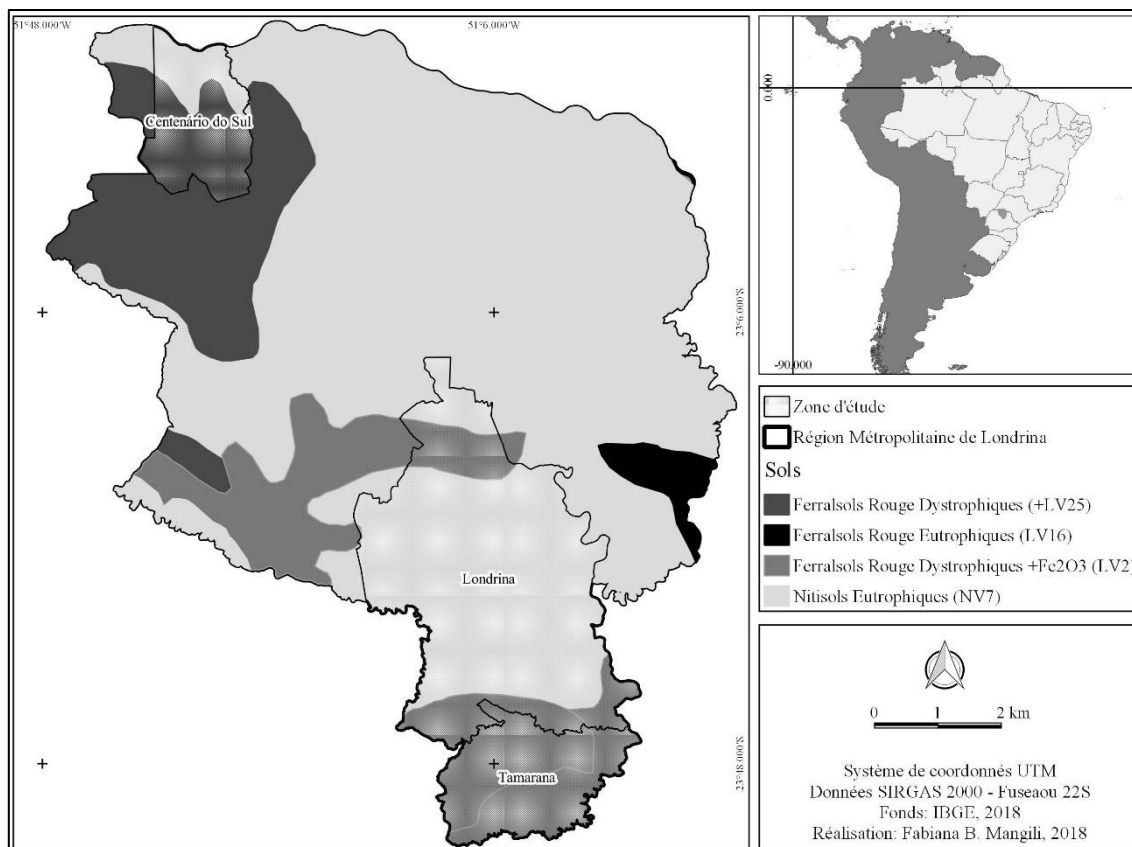 51°48.000'W
51°6.000'W
Centenário do Sul
23°6.000'S
Londrina
Tamarana
23°48.000'S
0.000
-90.000
Zone d'étude
Région Métropolitaine de Londrina
Sols
Ferralsols Rouge Dystrophiques (+LV25)
Ferralsols Rouge Eutrophiques (LV16)
Ferralsols Rouge Dystrophiques +Fe2O3 (LV2)
Nitisols Eutrophiques (NV7)
0 1 2 km
Système de coordonnés UTM
Données SIRGAS 2000 - Fuseaou 22S
Fonds: IBGE, 2018
Réalisation: Fabiana B. Mangili, 2018